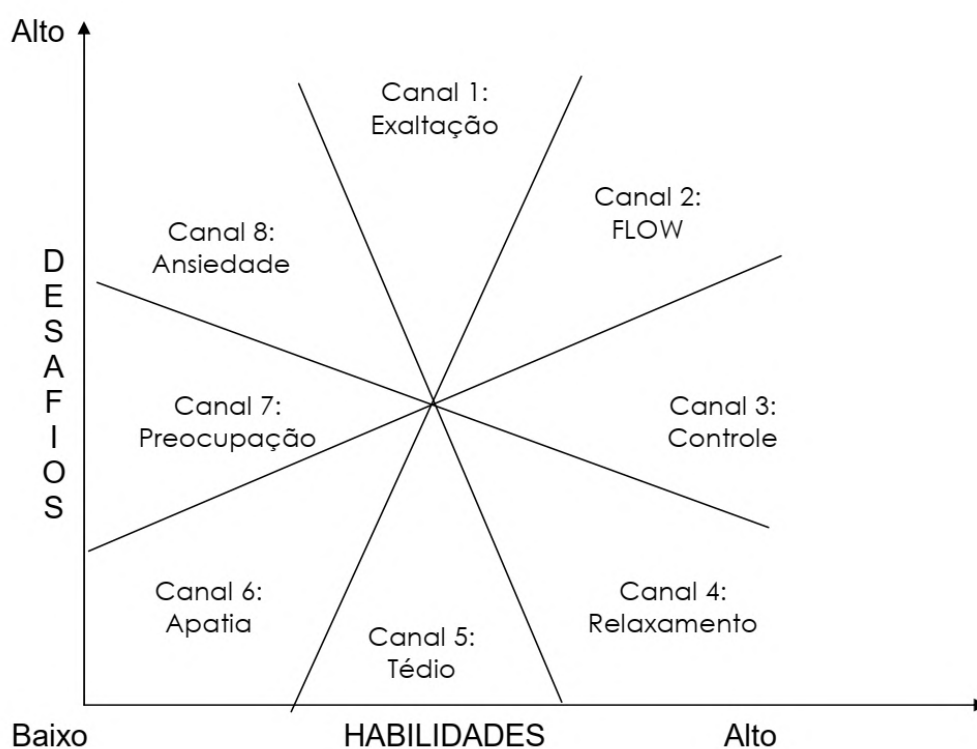 Alto
Canal 1:
Exaltação
Canal 2:
FLOW
Canal 8:
Ansiedade
DESAFIOS
Canal 7:
Preocupação
Canal 3:
Controle
Canal 6:
Apatia
Canal 5:
Tédio
Canal 4:
Relaxamento
Baixo
HABILIDADES
Alto